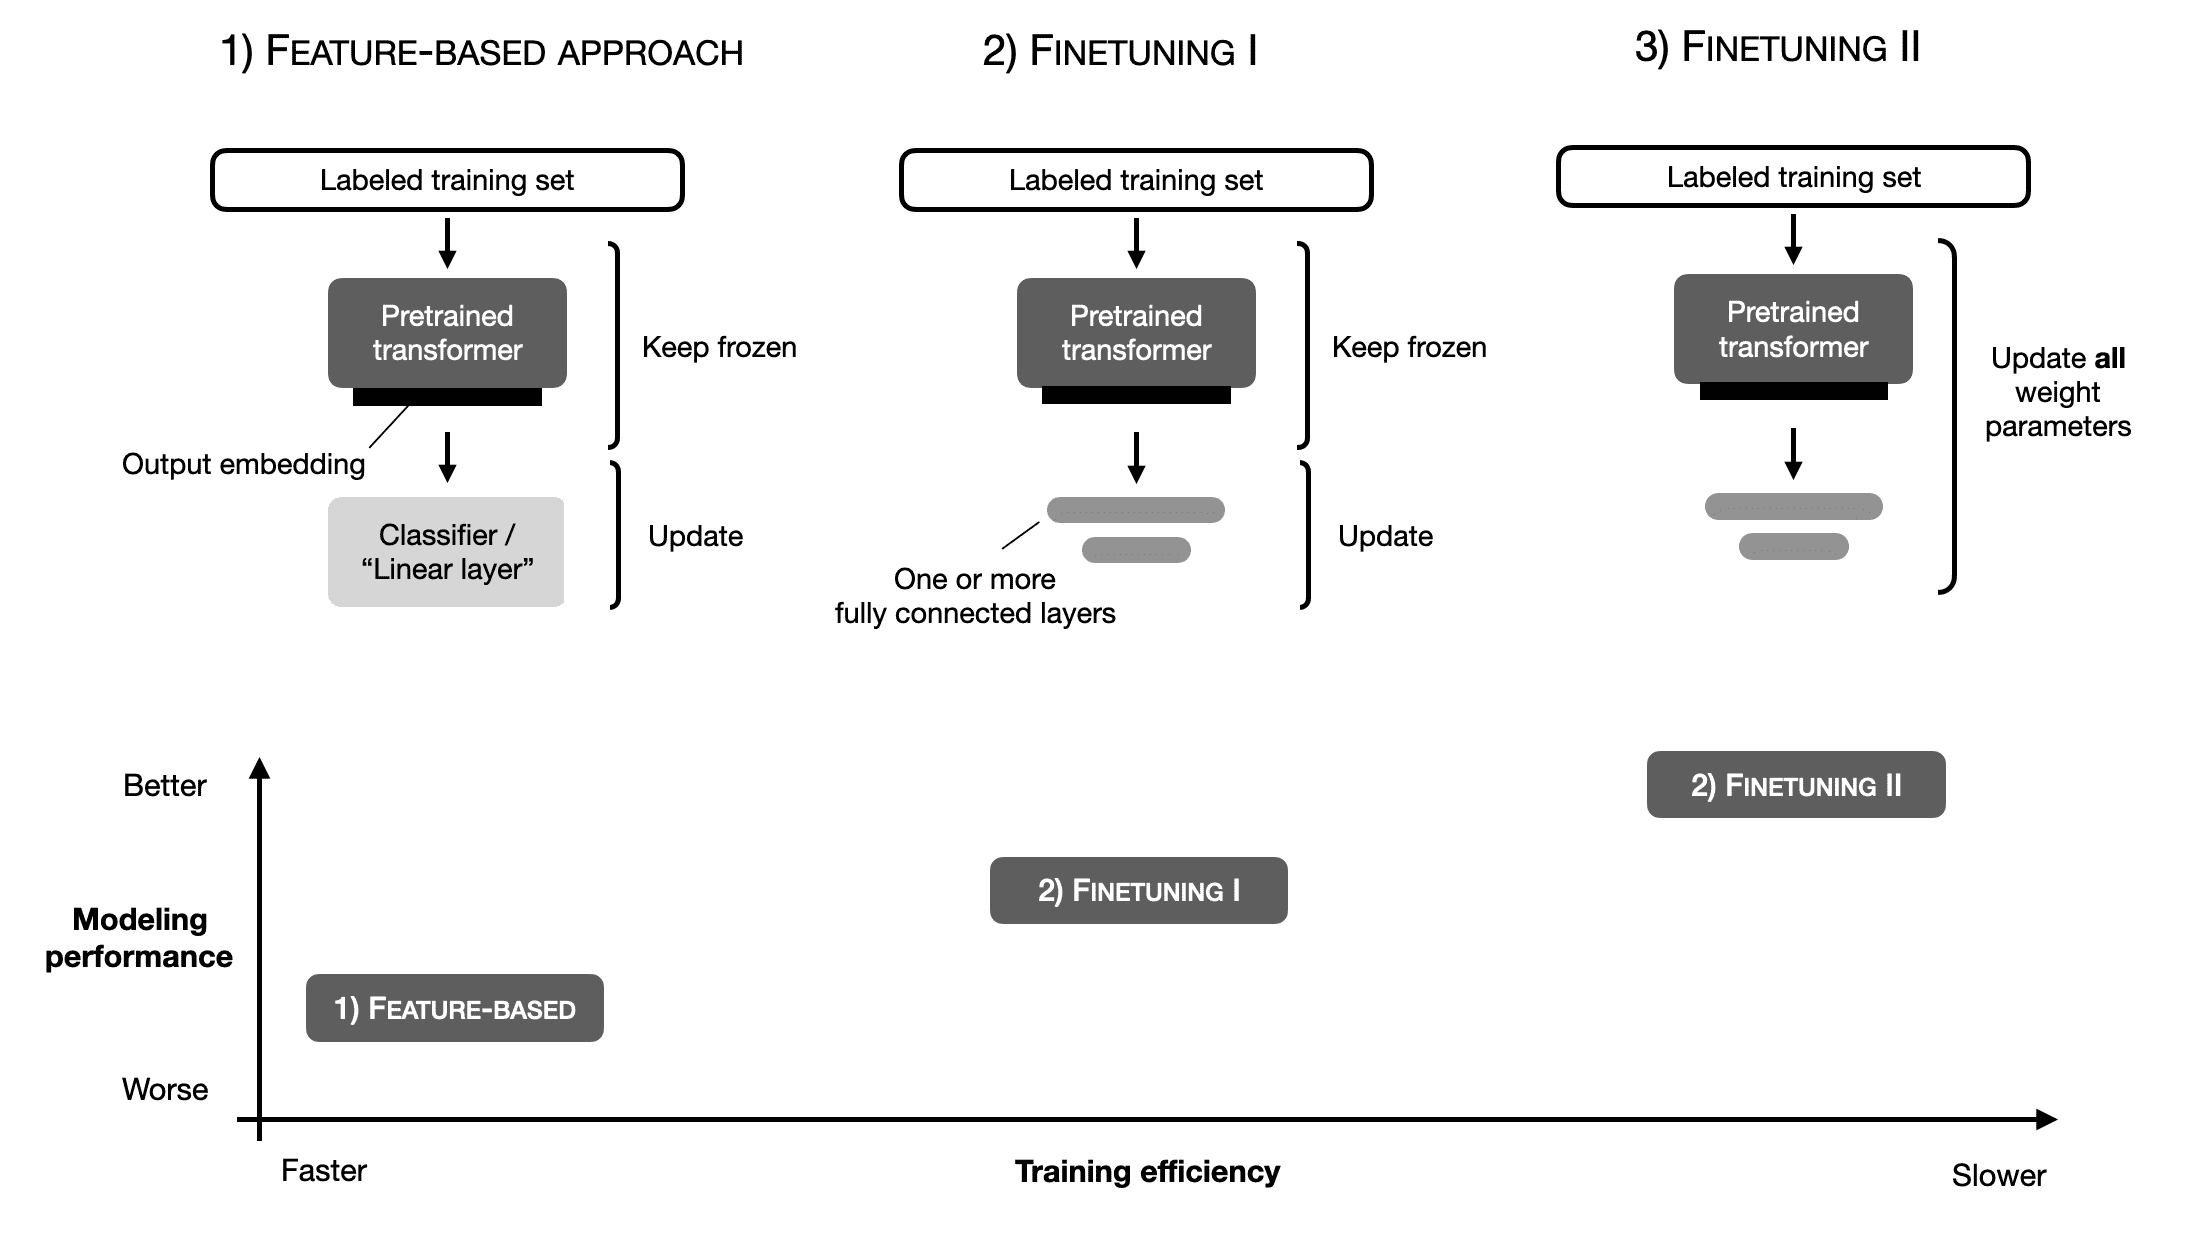 1) FEATURE-BASED APPROACH
2) FINETUNING I
3) FINETUNING II
Labeled training set
Pretrained
transformer
Keep frozen
Output embedding
Classifier /
“Linear layer”
Update
Labeled training set
Pretrained
transformer
Keep frozen
One or more
fully connected layers
Update
Labeled training set
Pretrained
transformer
Update all
weight
parameters
Better
Modeling
performance
Worse
1) FEATURE-BASED
2) FINETUNING I
2) FINETUNING II
Faster
Training efficiency
Slower